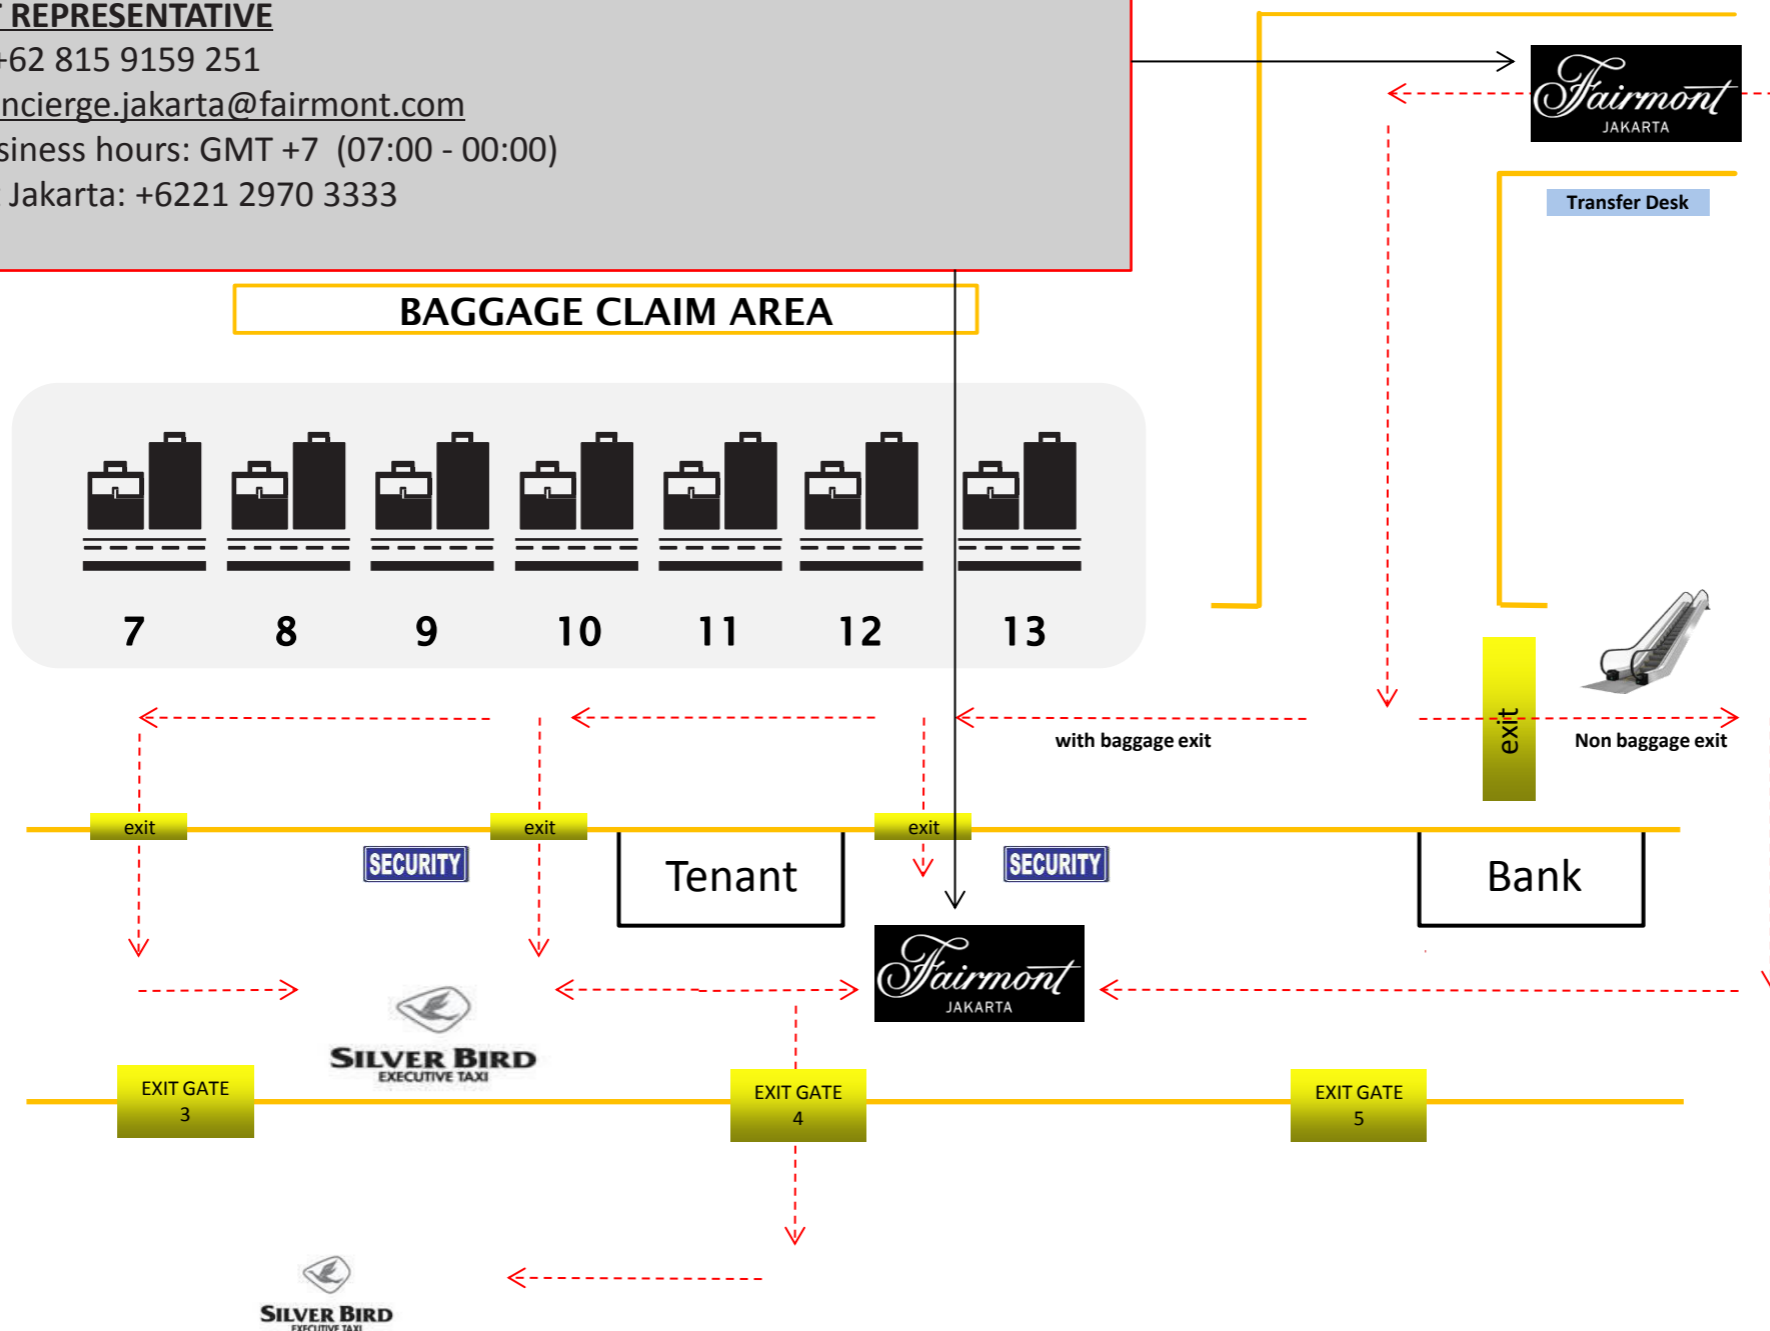 T REPRESENTATIVE
+62 815 9159 251
ncierge.jakarta@fairmont.com
siness hours: GMT +7 (07:00 - 00:00)
Jakarta: +6221 2970 3333
Fairmont
JAKARTA
Transfer Desk
BAGGAGE CLAIM AREA
7 8 9 10 11 12 13
with baggage exit
exit
Non baggage exit
exit exit exit
SECURITY
Tenant
SECURITY
Bank
Fairmont
JAKARTA
SILVER BIRD
EXECUTIVE TAXI
EXIT GATE
3
EXIT GATE
4
EXIT GATE
5
SILVER BIRD
EXECUTIVE TAXI